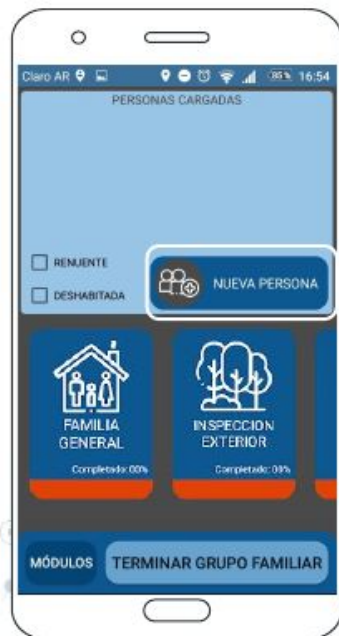 Claro AR 85% 16:54
PERSONAS CARGADAS
RENUENTE
DESHABITADA
NUEVA PERSONA
FAMILIA
GENERAL
Completado: 00%
INSPECCION
EXTERIOR
Completado: 00%
MÓDULOS
TERMINAR GRUPO FAMILIAR